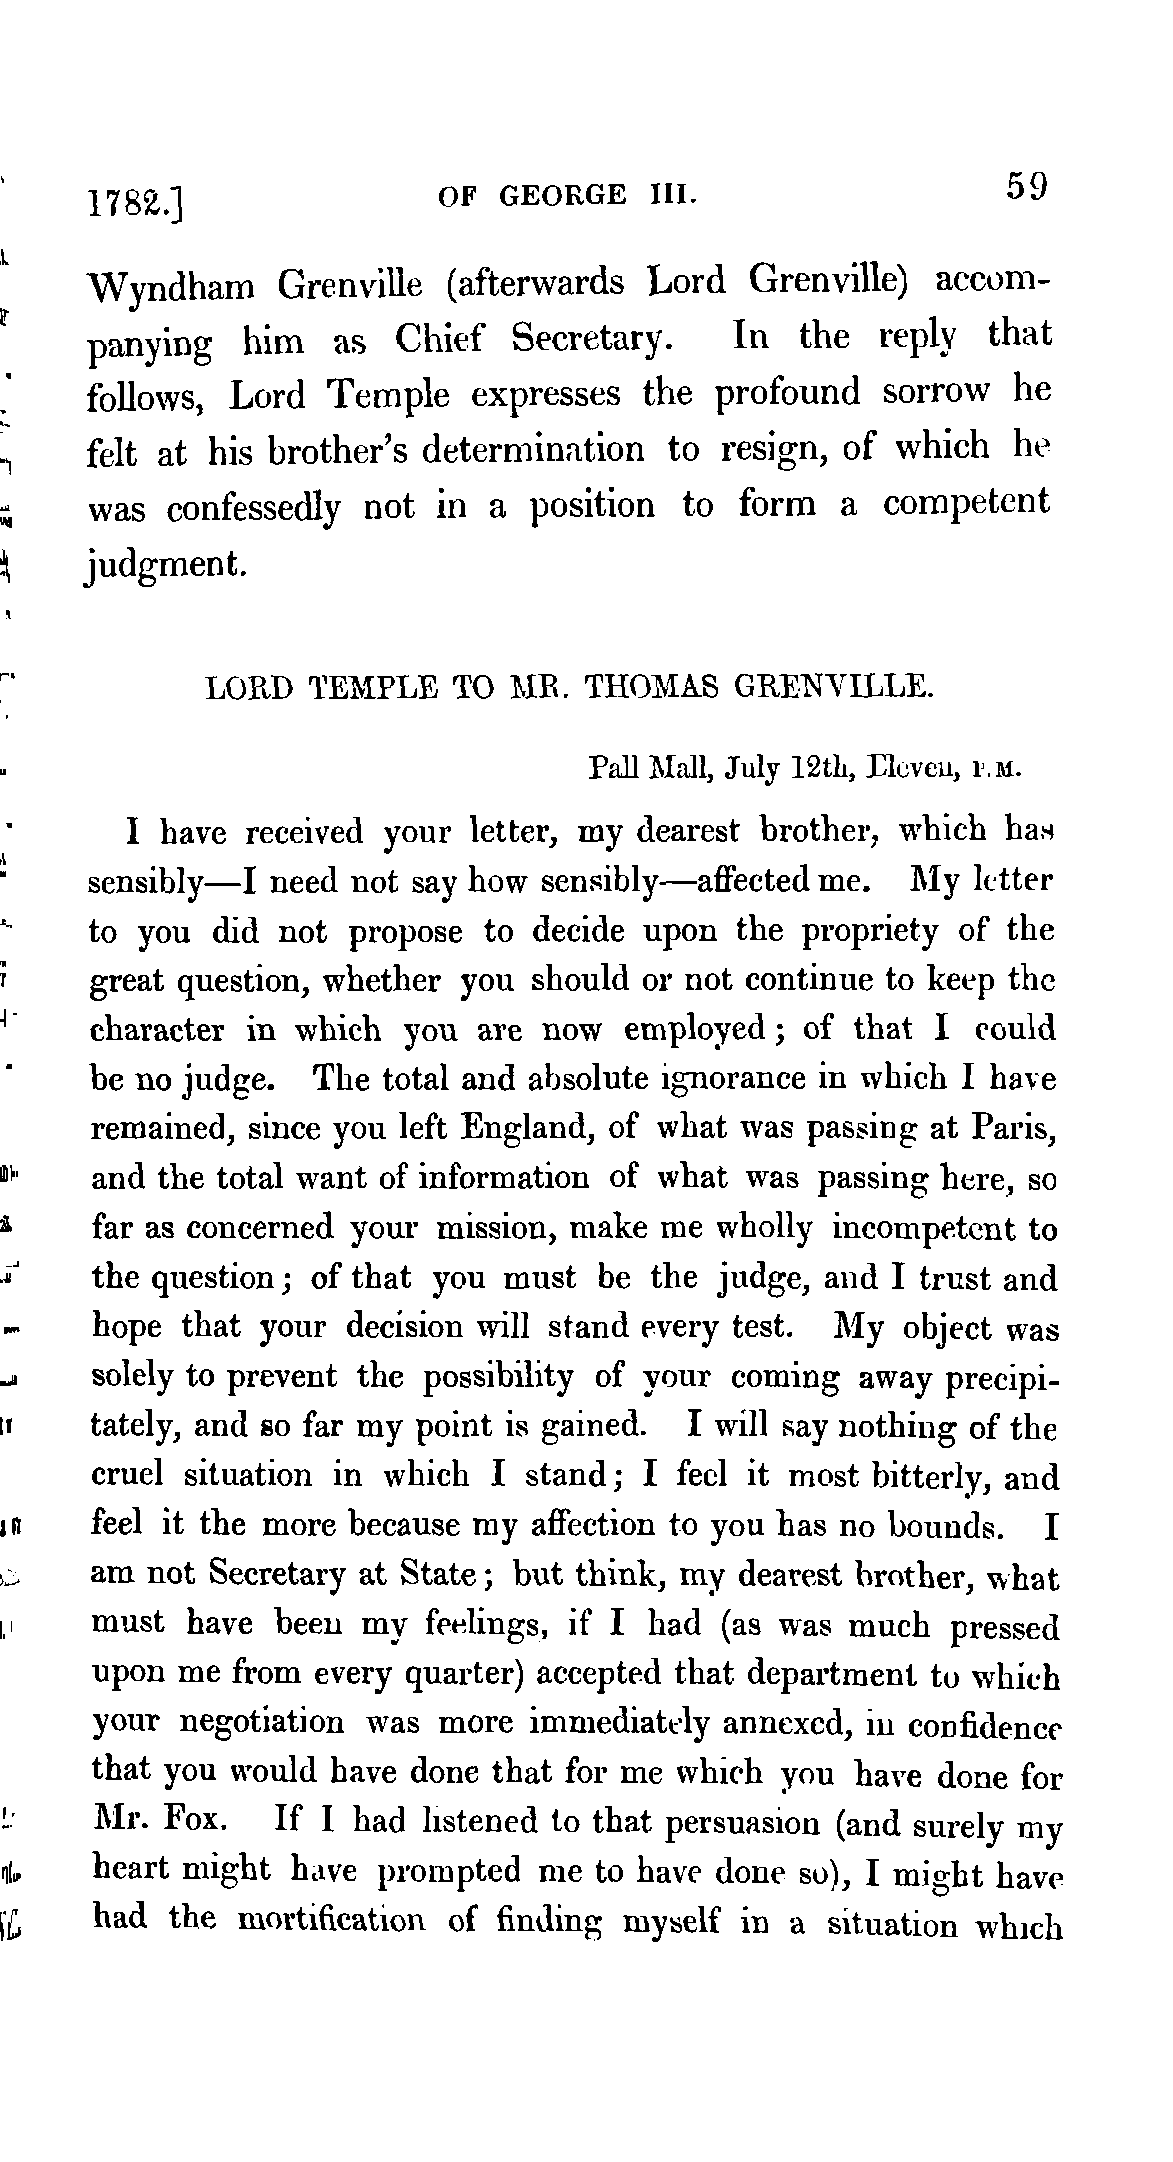 1782.] OF GEORGE III. 59
Wyndham Grenville (afterwards Lord Grenville) accom-
panying him as Chief Secretary. In the reply that
follows, Lord Temple expresses the profound sorrow he
felt at his brother's determination to resign, of which he
was confessedly not in a position to form a competent
judgment.
LORD TEMPLE TO MR. THOMAS GRENVILLE.
Pall Mall, July 12th, Eleven, P.M.
I have received your letter, my dearest brother, which has
sensibly—I need not say how sensibly—affected me. My letter
to you did not propose to decide upon the propriety of the
great question, whether you should or not continue to keep the
character in which you are now employed; of that I could
be no judge. The total and absolute ignorance in which I have
remained, since you left England, of what was passing at Paris,
and the total want of information of what was passing here, so
far as concerned your mission, make me wholly incompetent to
the question; of that you must be the judge, and I trust and
hope that your decision will stand every test. My object was
solely to prevent the possibility of your coming away precipi-
tately, and so far my point is gained. I will say nothing of the
cruel situation in which I stand; I feel it most bitterly, and
feel it the more because my affection to you has no bounds. I
am not Secretary at State; but think, my dearest brother, what
must have been my feelings, if I had (as was much pressed
upon me from every quarter) accepted that department to which
your negotiation was more immediately annexed, in confidence
that you would have done that for me which you have done for
Mr. Fox. If I had listened to that persuasion (and surely my
heart might have prompted me to have done so), I might have
had the mortification of finding myself in a situation which